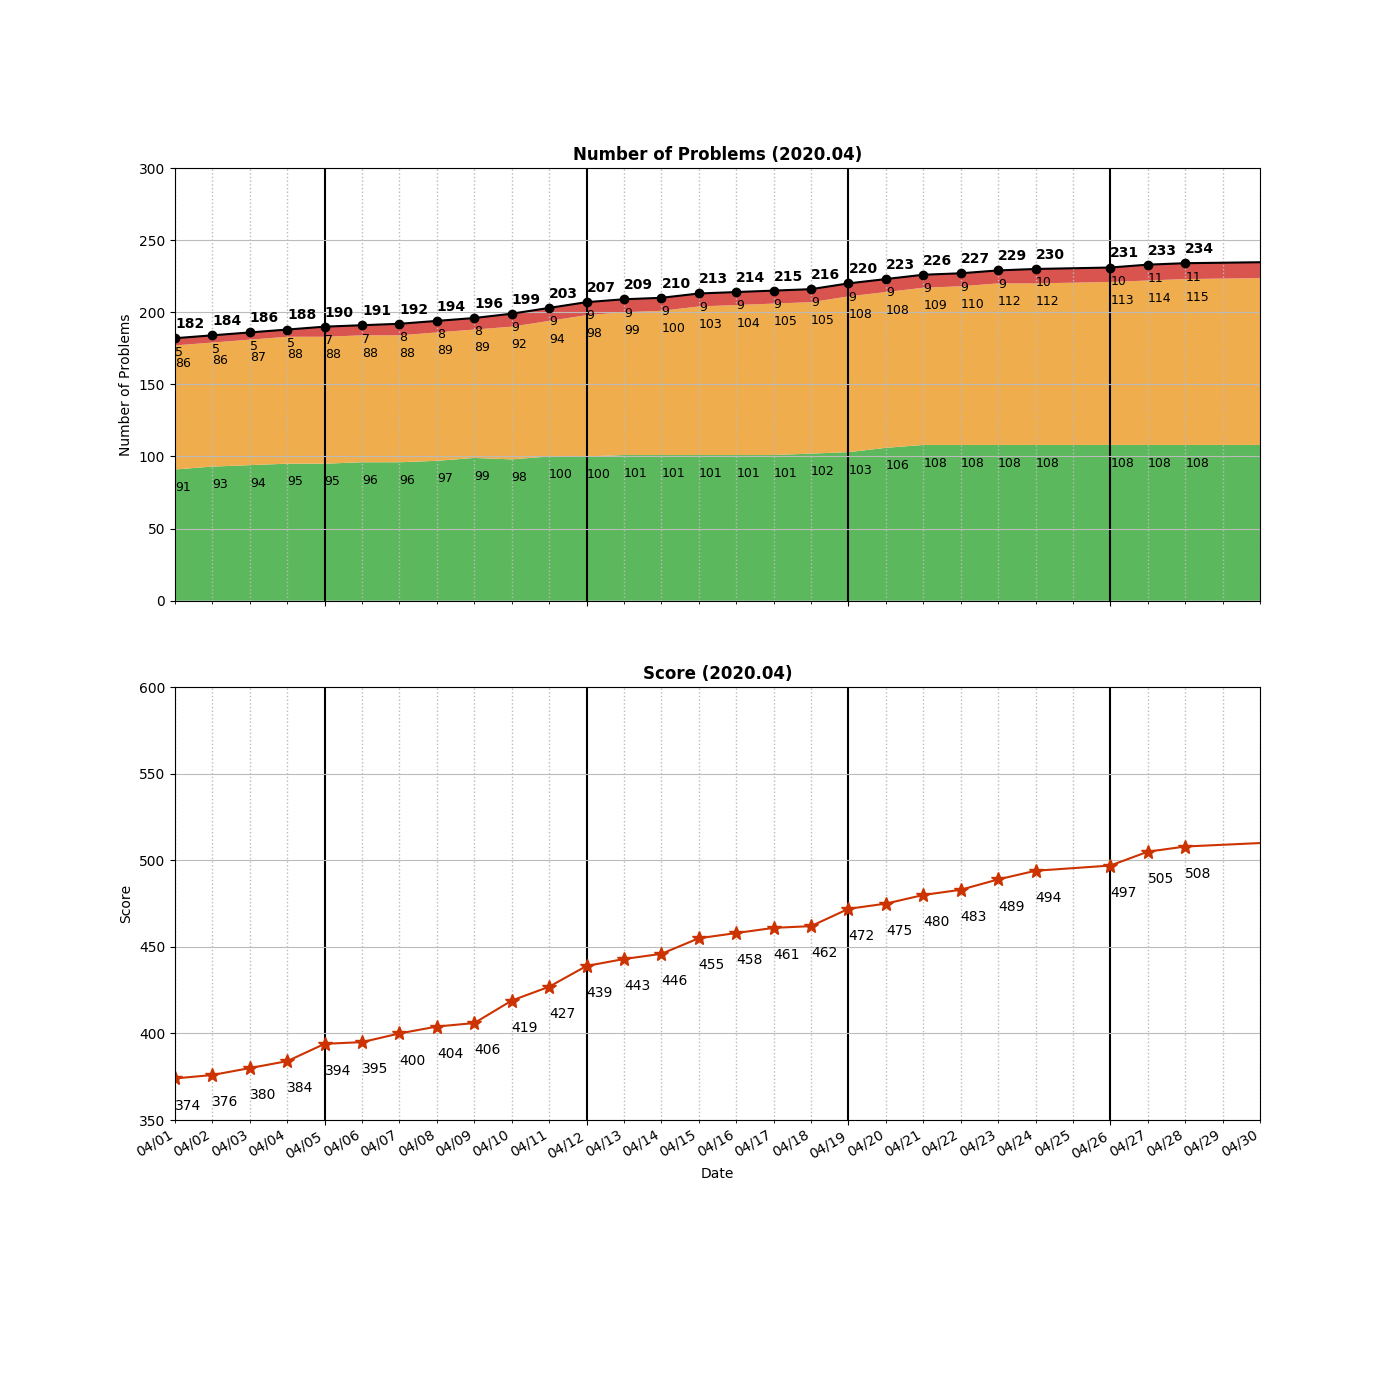 Number of Problems (2020.04)
300
250
200
150
100
50
0
Number of Problems
182 184 186 188 190 191 192 194 196 199 203 207 209 210 213 214 215 216 220 223 226 227 229 230 231 233 234
5 5 5 5 7 7 8 8 8 9 9 9 9 9 9 9 9 9 9 9 9 9 9 10 10 11 11
86 86 87 88 88 88 88 89 89 92 94 98 99 100 103 104 105 105 108 108 109 110 112 112 113 114 115
91 93 94 95 95 96 96 97 99 98 100 100 101 101 101 101 101 102 103 106 108 108 108 108 108 108 108
Score (2020.04)
600
550
500
450
400
350
Score
374 376 380 384 394 395 400 404 406 419 427 439 443 446 455 458 461 462 472 475 480 483 489 494 497 505 508
04/01 04/02 04/03 04/04 04/05 04/06 04/07 04/08 04/09 04/10 04/11 04/12 04/13 04/14 04/15 04/16 04/17 04/18 04/19 04/20 04/21 04/22 04/23 04/24 04/25 04/26 04/27 04/28 04/29 04/30
Date